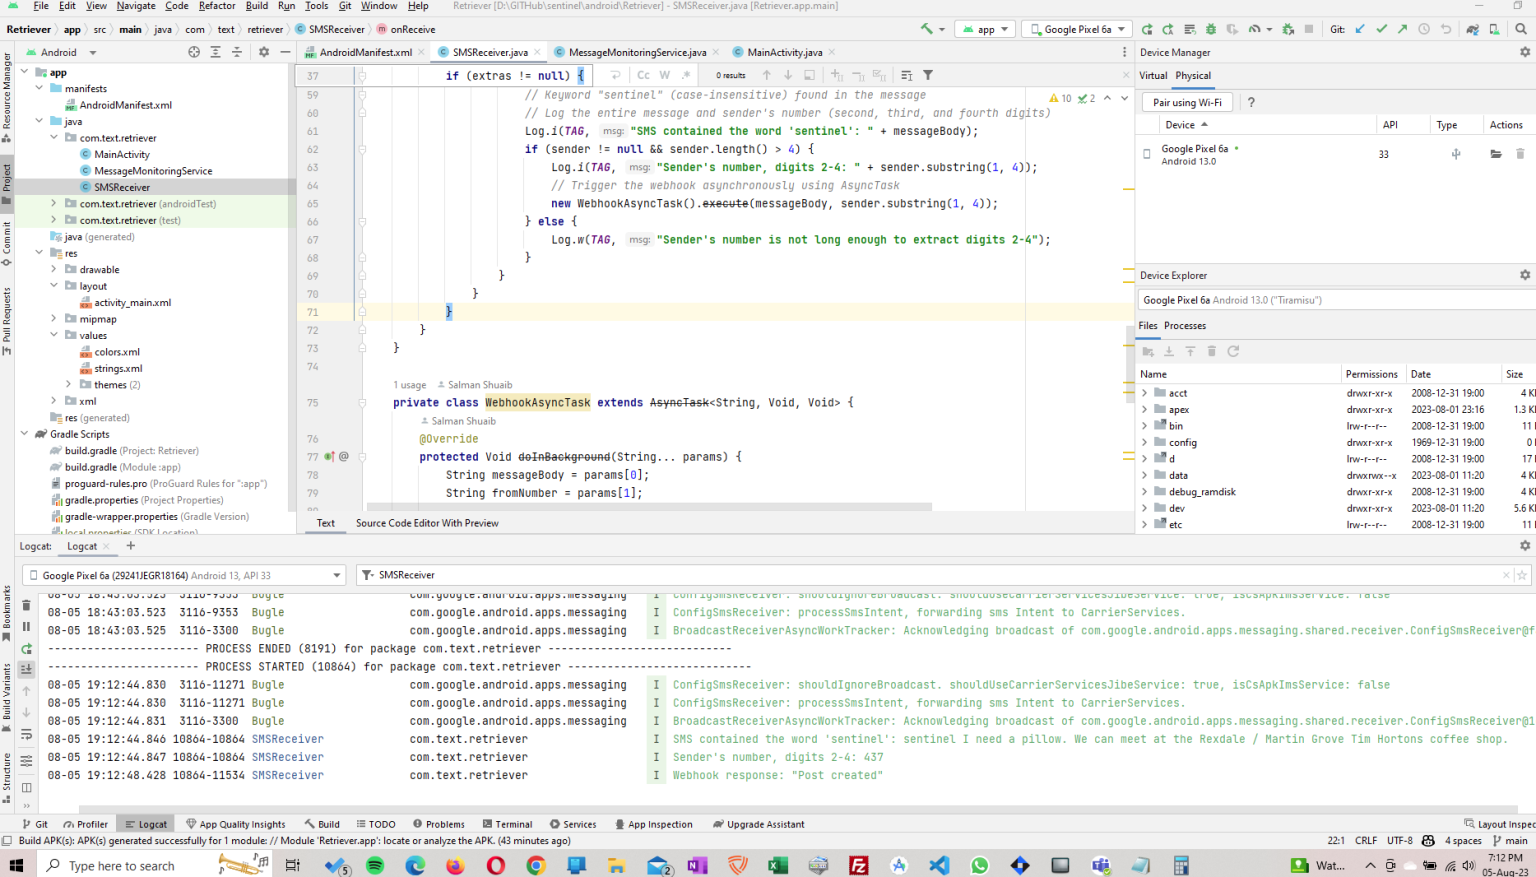 File Edit View Navigate Code Refactor Build Run Tools Git Window Help Retriever [D:\GITHub\sentinel\android\Retriever] - SMSReceiver.java [Retriever.app.main]
Retriever app src main java com text retriever SMSReceiver onReceive
app Google Pixel 6a Git:
Android
AndroidManifest.xml SMSReceiver.java MessageMonitoringService.java MainActivity.java
Device Manager
app
manifests
AndroidManifest.xml
java
com.text.retriever
MainActivity
MessageMonitoringService
SMSReceiver
com.text.retriever (androidTest)
com.text.retriever (test)
java (generated)
res
drawable
layout
activity_main.xml
mipmap
values
colors.xml
strings.xml
themes (2)
xml
res (generated)
Gradle Scripts
build.gradle (Project: Retriever)
build.gradle (Module :app)
proguard-rules.pro (ProGuard Rules for ":app")
gradle.properties (Project Properties)
gradle-wrapper.properties (Gradle Version)
local.properties (SDK Location)
Resource Manager
Project
Commit
Pull Requests
Bookmarks
Build Variants
Structure
37 if (extras != null) {
Cc W .* 0 results
10 2
59 // Keyword "sentinel" (case-insensitive) found in the message
60 // Log the entire message and sender's number (second, third, and fourth digits)
61 Log.i(TAG, msg: "SMS contained the word 'sentinel': " + messageBody);
62 if (sender != null && sender.length() > 4) {
63 Log.i(TAG, msg: "Sender's number, digits 2-4: " + sender.substring(1, 4));
64 // Trigger the webhook asynchronously using AsyncTask
65 new WebhookAsyncTask().execute(messageBody, sender.substring(1, 4));
66 } else {
67 Log.w(TAG, msg: "Sender's number is not long enough to extract digits 2-4");
68 }
69 }
70 }
71 }
72 }
73 }
74
1 usage Salman Shuaib
75 private class WebhookAsyncTask extends AsyncTask<String, Void, Void> {
Salman Shuaib
76 @Override
77 @ protected Void doInBackground(String... params) {
78 String messageBody = params[0];
79 String fromNumber = params[1];
Text Source Code Editor With Preview
Virtual Physical
Pair using Wi-Fi ?
Device API Type Actions
Google Pixel 6a
Android 13.0
33
Device Explorer
Google Pixel 6a Android 13.0 ("Tiramisu")
Files Processes
Name Permissions Date Size
acct drwxr-xr-x 2008-12-31 19:00 4 K
apex drwxr-xr-x 2023-08-01 23:16 1.3 K
bin lrw-r--r-- 2008-12-31 19:00 11
config drwxr-xr-x 1969-12-31 19:00 0
d lrw-r--r-- 2008-12-31 19:00 17
data drwxrwx--x 2023-08-01 11:20 4 K
debug_ramdisk drwxr-xr-x 2008-12-31 19:00 4 K
dev drwxr-xr-x 2023-08-01 11:20 5.6 K
etc lrw-r--r-- 2008-12-31 19:00 11
Logcat: Logcat +
Google Pixel 6a (29241JEGR18164) Android 13, API 33
SMSReceiver
08-05 18:43:03.523 3116-9353 Bugle com.google.android.apps.messaging I ConfigSmsReceiver: shouldIgnoreBroadcast. shouldUseCarrierServicesJibeService: true, isCsApkImsService: false
08-05 18:43:03.523 3116-9353 Bugle com.google.android.apps.messaging I ConfigSmsReceiver: processSmsIntent, forwarding sms Intent to CarrierServices.
08-05 18:43:03.525 3116-3300 Bugle com.google.android.apps.messaging I BroadcastReceiverAsyncWorkTracker: Acknowledging broadcast of com.google.android.apps.messaging.shared.receiver.ConfigSmsReceiver@f
----------------------- PROCESS ENDED (8191) for package com.text.retriever ----------------------------
----------------------- PROCESS STARTED (10864) for package com.text.retriever ----------------------------
08-05 19:12:44.830 3116-11271 Bugle com.google.android.apps.messaging I ConfigSmsReceiver: shouldIgnoreBroadcast. shouldUseCarrierServicesJibeService: true, isCsApkImsService: false
08-05 19:12:44.830 3116-11271 Bugle com.google.android.apps.messaging I ConfigSmsReceiver: processSmsIntent, forwarding sms Intent to CarrierServices.
08-05 19:12:44.831 3116-3300 Bugle com.google.android.apps.messaging I BroadcastReceiverAsyncWorkTracker: Acknowledging broadcast of com.google.android.apps.messaging.shared.receiver.ConfigSmsReceiver@1
08-05 19:12:44.846 10864-10864 SMSReceiver com.text.retriever I SMS contained the word 'sentinel': sentinel I need a pillow. We can meet at the Rexdale / Martin Grove Tim Hortons coffee shop.
08-05 19:12:44.847 10864-10864 SMSReceiver com.text.retriever I Sender's number, digits 2-4: 437
08-05 19:12:48.428 10864-11534 SMSReceiver com.text.retriever I Webhook response: "Post created"
Git Profiler Logcat App Quality Insights Build TODO Problems Terminal Services App Inspection Upgrade Assistant Layout Inspec
Build APK(s): APK(s) generated successfully for 1 module: // Module 'Retriever.app': locate or analyze the APK. (43 minutes ago) 22:1 CRLF UTF-8 4 spaces main
Type here to search
5
2
Wat...
7:12 PM
05-Aug-23